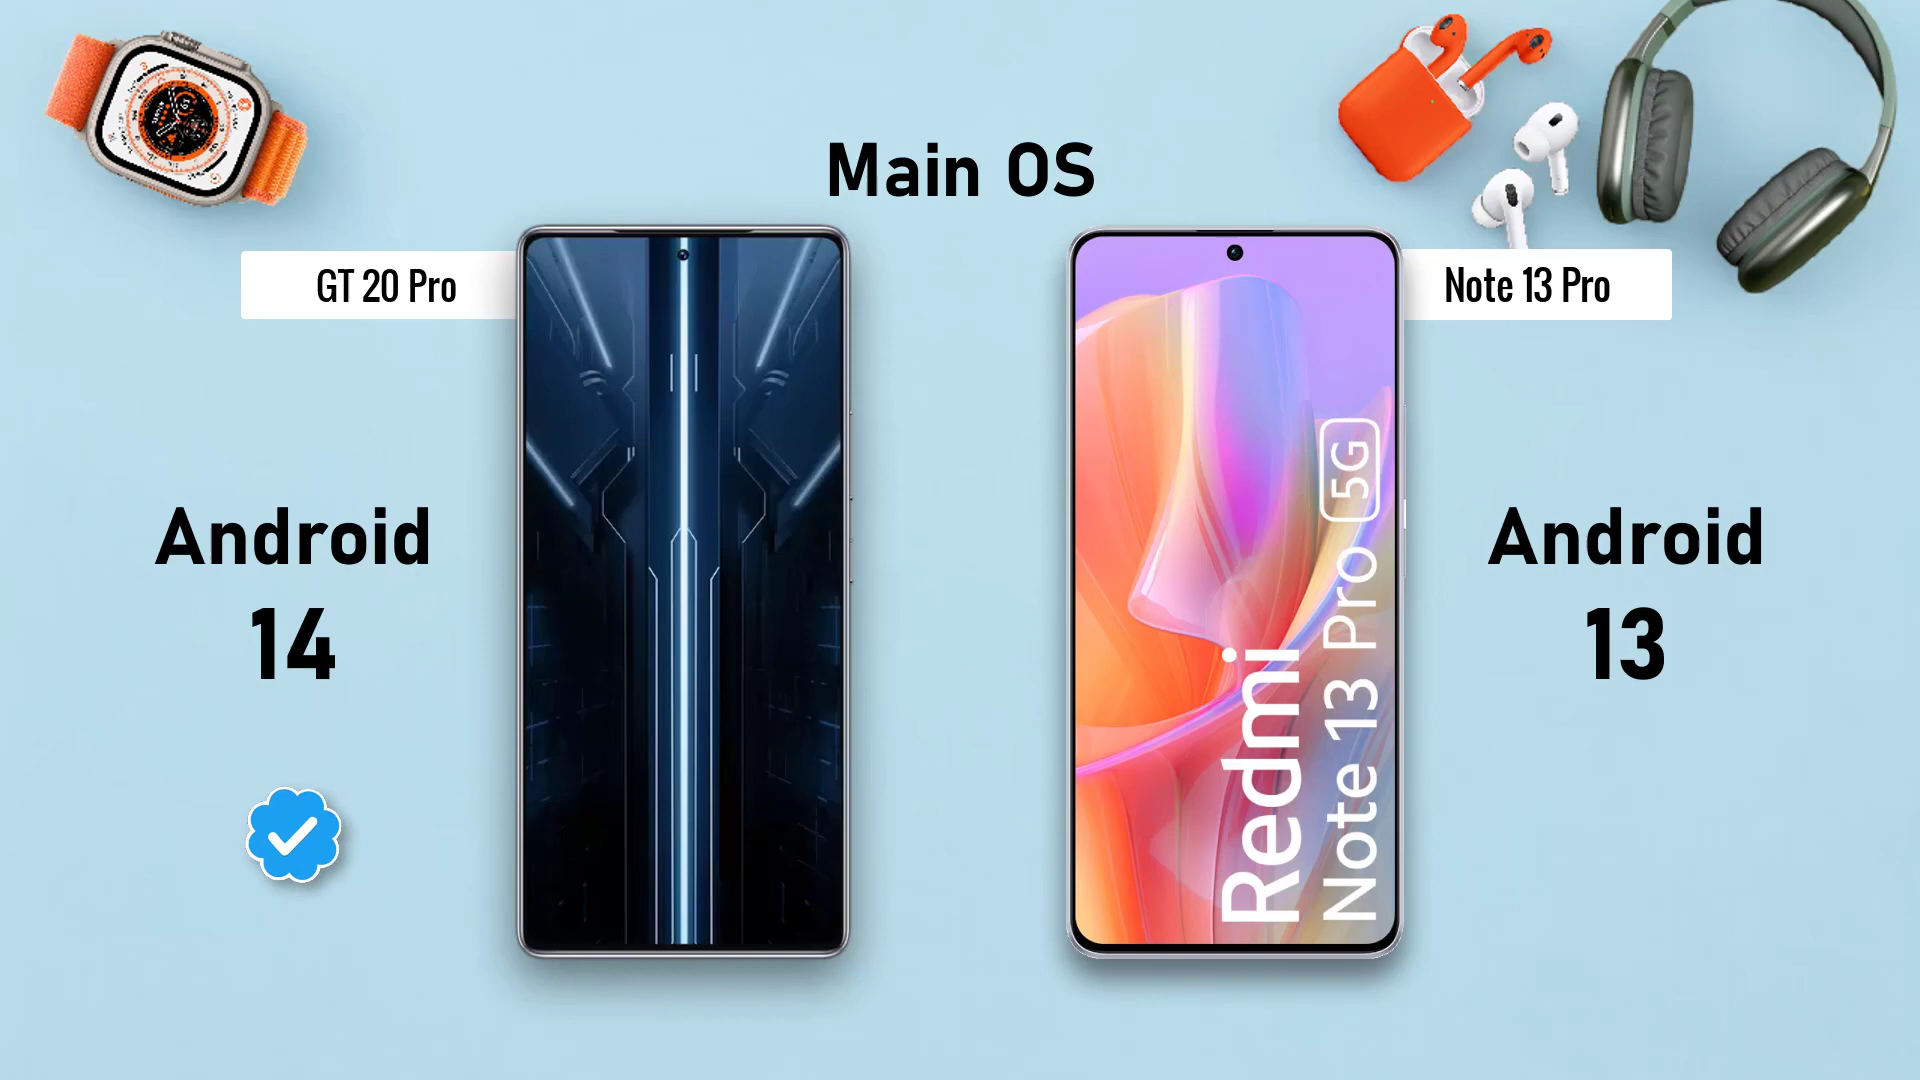 Main OS
GT 20 Pro
Note 13 Pro
Android
14
Android
13
Redmi
Note 13 Pro 5G